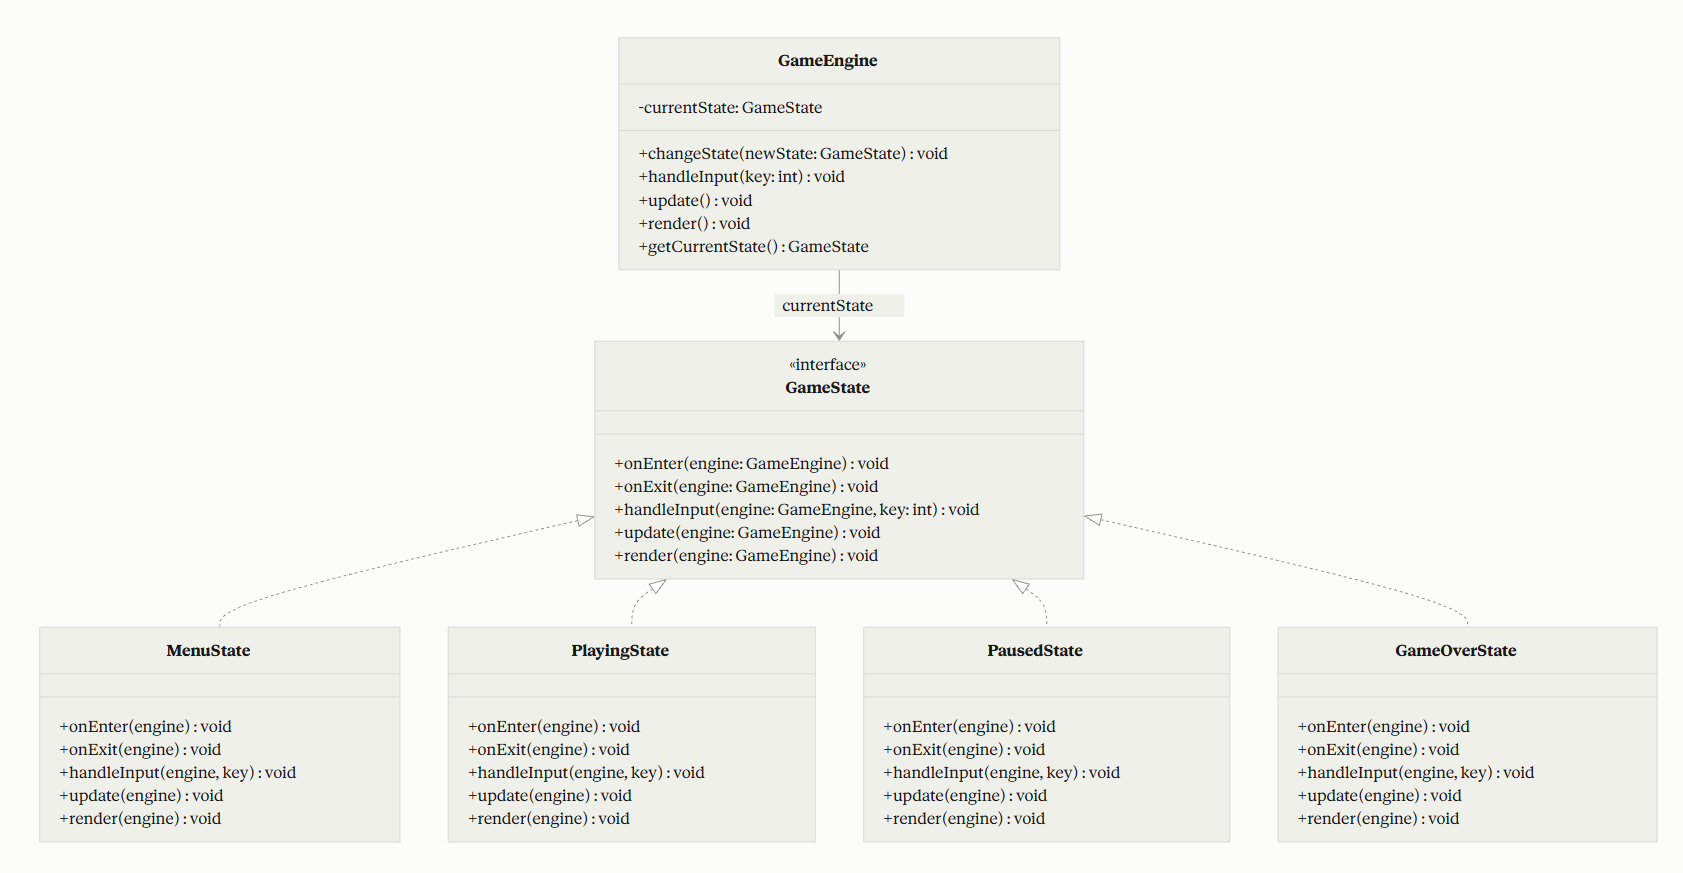 GameEngine
-currentState: GameState
+changeState(newState: GameState) : void
+handleInput(key: int) : void
+update() : void
+render() : void
+getCurrentState() : GameState
currentState
«interface»
GameState
+onEnter(engine: GameEngine) : void
+onExit(engine: GameEngine) : void
+handleInput(engine: GameEngine, key: int) : void
+update(engine: GameEngine) : void
+render(engine: GameEngine) : void
MenuState
+onEnter(engine) : void
+onExit(engine) : void
+handleInput(engine, key) : void
+update(engine) : void
+render(engine) : void
PlayingState
+onEnter(engine) : void
+onExit(engine) : void
+handleInput(engine, key) : void
+update(engine) : void
+render(engine) : void
PausedState
+onEnter(engine) : void
+onExit(engine) : void
+handleInput(engine, key) : void
+update(engine) : void
+render(engine) : void
GameOverState
+onEnter(engine) : void
+onExit(engine) : void
+handleInput(engine, key) : void
+update(engine) : void
+render(engine) : void